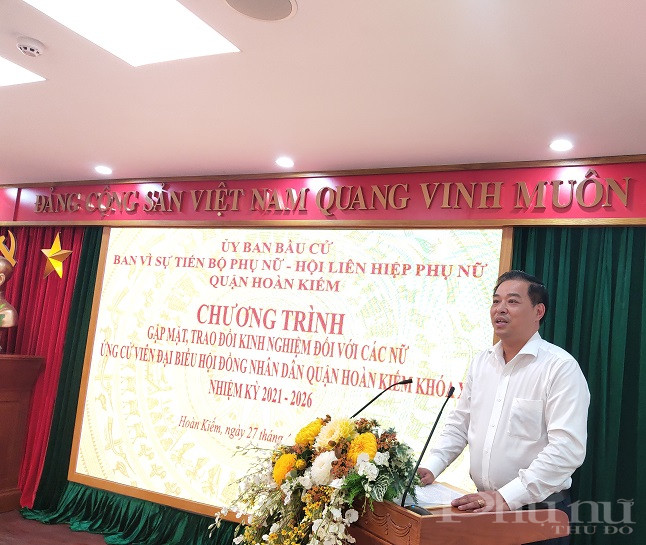 ĐẢNG CỘNG SẢN VIỆT NAM QUANG VINH MUÔN
ỦY BAN BẦU CỬ
BAN VÌ SỰ TIẾN BỘ PHỤ NỮ - HỘI LIÊN HIỆP PHỤ NỮ
QUẬN HOÀN KIẾM
CHƯƠNG TRÌNH
GẶP MẶT, TRAO ĐỔI KINH NGHIỆM ĐỐI VỚI CÁC NỮ
ỨNG CỬ VIÊN ĐẠI BIỂU HỘI ĐỒNG NHÂN DÂN QUẬN HOÀN KIẾM KHÓA
NHIỆM KỲ 2021 - 2026
Hoàn Kiếm, ngày 27 tháng
Phụ nữ
THỦ ĐÔ